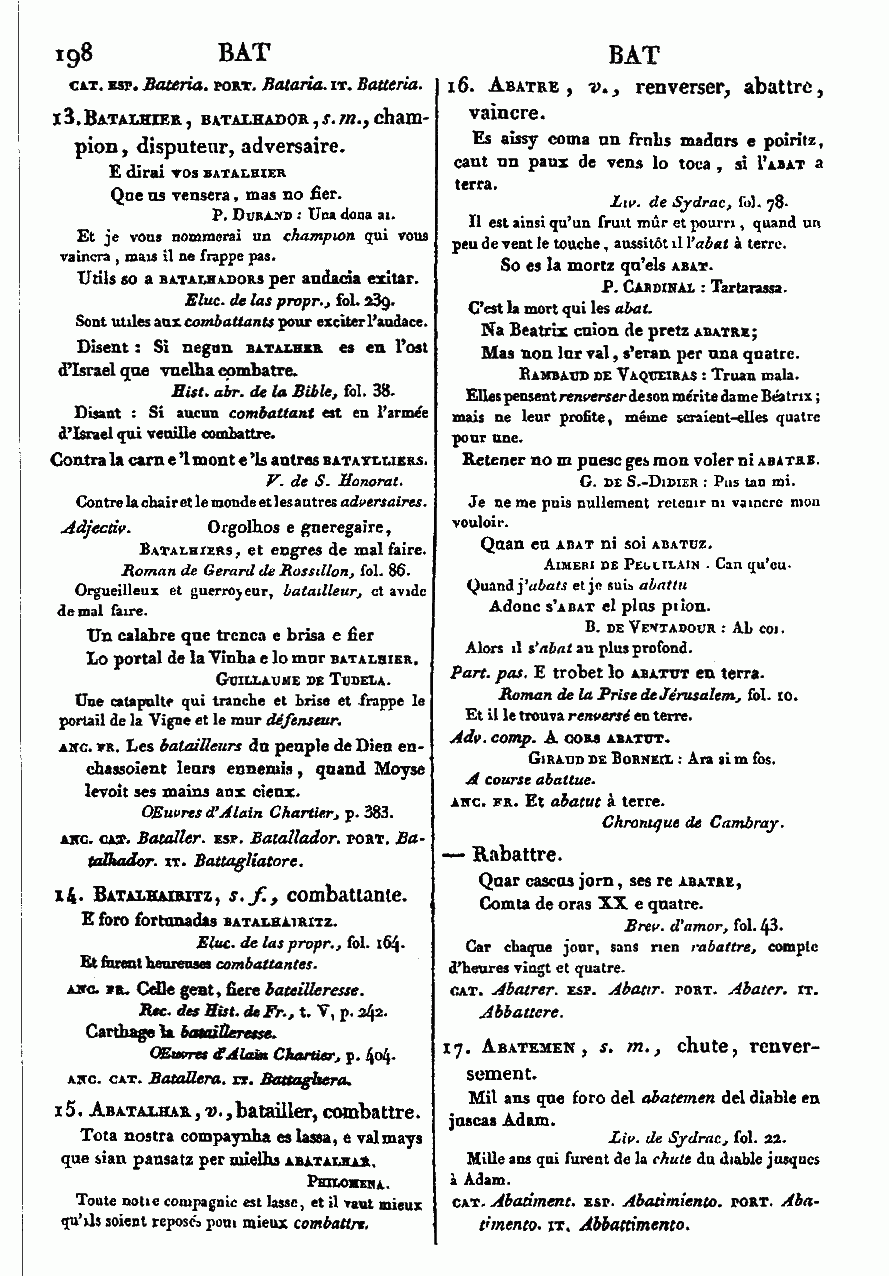 198 BAT BAT
CAT. ESP. Bateria. PORT. Bataria. IT. Batteria.
13. BATALHIER, BATALHADOR, s. m., cham-
pion, disputeur, adversaire.
E dirai vos BATALHIER
Que us vensera, mas no fier.
P. DURAND : Una dona ai.
Et je vous nommerai un champion qui vous
vaincra, mais il ne frappe pas.
Utils so a BATALHADORS per audacia exitar.
Eluc. de las propr., fol. 239.
Sont utiles aux combattants pour exciter l'audace.
Disent : Si negun BATALHER es en l'ost
d'Israel que vuelha combatre.
Hist. abr. de la Bible, fol. 38.
Disant : Si aucun combattant est en l'armée
d'Israel qui veuille combattre.
Contra la carn e'l mont e'ls autres BATAYLLIERS.
V. de S. Honorat.
Contre la chair et le monde et les autres adversaires.
Adjectiv. Orgolhos e gueregaire,
BATALHIERS, et engres de mal faire.
Roman de Gerard de Rossillon, fol. 86.
Orgueilleux et guerroyeur, batailleur, et avide
de mal faire.
Un calabre que trenca e brisa e fier
Lo portal de la Vinha e lo mur BATALHIER.
GUILLAUME DE TUDELA.
Une catapulte qui tranche et brise et frappe le
portail de la Vigne et le mur défenseur.
ANC. FR. Les batailleurs du peuple de Dieu en-
chassoient leurs ennemis, quand Moyse
levoit ses mains aux cieux.
Œuvres d'Alain Chartier, p. 383.
ANC. CAT. Bataller. ESP. Batallador. PORT. Ba-
talhador. IT. Battagliatore.
14. BATALHAIRITZ, s. f., combattante.
E foro fortunadas BATALHAIRITZ.
Eluc. de las propr., fol. 164.
Et furent heureuses combattantes.
ANC. FR. Celle gent, fiere bateilleresse.
Rec. des Hist. de Fr., t. V, p. 242.
Carthage la batailleresse.
Œuvres d'Alain Chartier, p. 404.
ANC. CAT. Batallera. IT. Battagliera.
15. ABATALHAR, v., batailler, combattre.
Tota nostra compaynha es lassa, e val mays
que sian pausatz per mielhs ABATALHAR.
PHILOMENA.
Toute notre compagnie est lasse, et il vaut mieux
qu'ils soient reposés pour mieux combattre.
16. ABATRE, v., renverser, abattre,
vaincre.
Es aissy coma un fruhs madurs e poiritz,
cant un paux de vens lo toca, si l'ABAT a
terra.
Liv. de Sydrac, fol. 78.
Il est ainsi qu'un fruit mûr et pourri, quand un
peu de vent le touche, aussitôt il l'abat à terre.
So es la mortz qu'els ABAT.
P. CARDINAL : Tartarassa.
C'est la mort qui les abat.
Na Beatrix cuion de pretz ABATRE;
Mas non lur val, s'eran per una quatre.
RAMBAUD DE VAQUEIRAS : Truan mala.
Elles pensent renverser de son mérite dame Béatrix;
mais ne leur profite, même seraient-elles quatre
pour une.
Retener no m puesc ges mon voler ni ABATRE.
G. DE S.-DIDIER : Pus tan mi.
Je ne me puis nullement retenir ni vaincre mon
vouloir.
Quan eu ABAT ni soi ABATUZ.
AIMERI DE PEGUILAIN. Can qu'eu.
Quand j'abats et je suis abattu
Adonc s'ABAT el plus prion.
B. DE VENTADOUR : Ab coi.
Alors il s'abat au plus profond.
Part. pas. E trobet lo ABATUT en terra.
Roman de la Prise de Jérusalem, fol. 10.
Et il le trouva renversé en terre.
Adv. comp. A CORS ABATUT.
GIRAUD DE BORNEIL : Ara si m fos.
A course abattue.
ANC. FR. Et abatut à terre.
Chronique de Cambray.
— Rabattre.
Quar cascus jorn, ses re ABATRE,
Comta de oras XX e quatre.
Brev. d'amor, fol. 43.
Car chaque jour, sans rien rabattre, compte
d'heures vingt et quatre.
CAT. Abatrer. ESP. Abatir. PORT. Abater. IT.
Abbattere.
17. ABATEMEN, s. m., chute, renver-
sement.
Mil ans que foro del abatemen del diable en
juscas Adam.
Liv. de Sydrac, fol. 22.
Mille ans qui furent de la chute du diable jusques
à Adam.
CAT. Abatiment. ESP. Abatimiento. PORT. Aba-
timento. IT. Abbattimento.